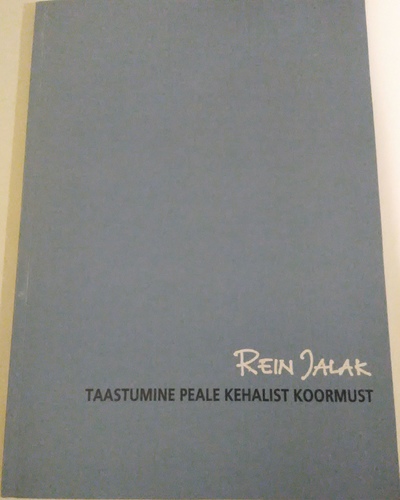 REIN JALAK
TAASTUMINE PEALE KEHALIST KOORMUST